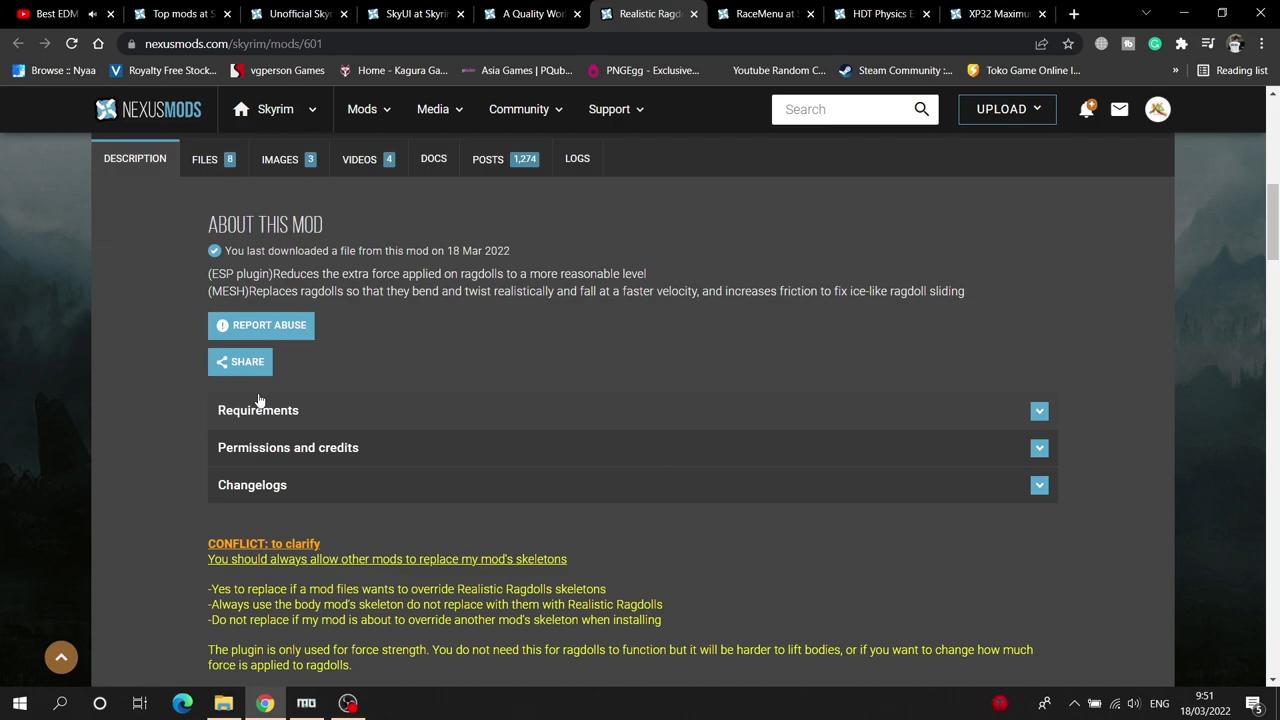 Best EDM
Top mods at S
Unofficial Sky
SkyUI at Skyri
A Quality Wor
Realistic Ragd
RaceMenu at S
HDT Physics E
XP32 Maximu
nexusmods.com/skyrim/mods/601
Browse :: Nyaa
Royalty Free Stock...
vgperson Games
Home - Kagura Ga...
Asia Games | PQub...
PNGEgg - Exclusive...
Youtube Random C...
Steam Community :...
Toko Game Online I...
»
Reading list
NEXUSMODS
Skyrim
Mods
Media
Community
Support
Search
UPLOAD
DESCRIPTION
FILES 8
IMAGES 3
VIDEOS 4
DOCS
POSTS 1,274
LOGS
ABOUT THIS MOD
You last downloaded a file from this mod on 18 Mar 2022
(ESP plugin)Reduces the extra force applied on ragdolls to a more reasonable level
(MESH)Replaces ragdolls so that they bend and twist realistically and fall at a faster velocity, and increases friction to fix ice-like ragdoll sliding
REPORT ABUSE
SHARE
Requirements
Permissions and credits
Changelogs
CONFLICT: to clarify
You should always allow other mods to replace my mod's skeletons
-Yes to replace if a mod files wants to override Realistic Ragdolls skeletons
-Always use the body mod's skeleton do not replace with them with Realistic Ragdolls
-Do not replace if my mod is about to override another mod's skeleton when installing
The plugin is only used for force strength. You do not need this for ragdolls to function but it will be harder to lift bodies, or if you want to change how much
force is applied to ragdolls.
ENG
9:51
18/03/2022
5